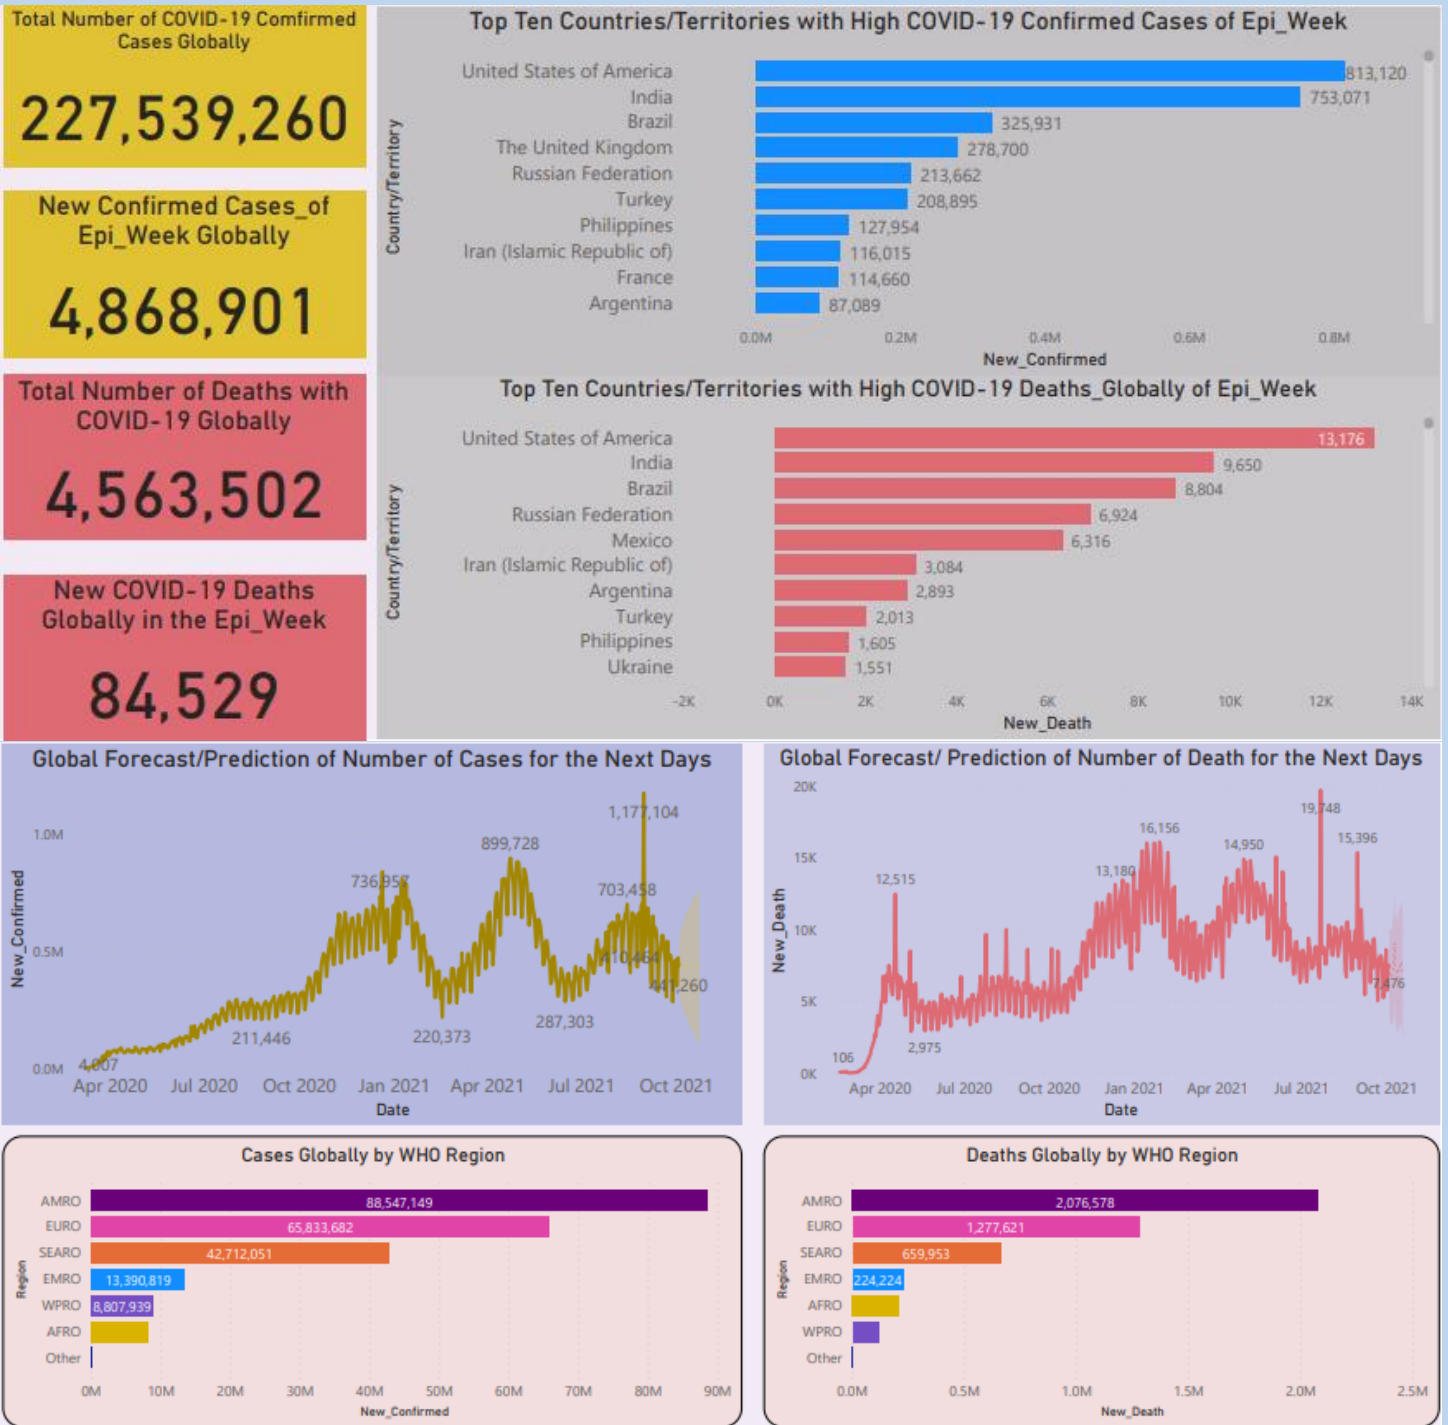 Total Number of COVID-19 Comfirmed
Cases Globally
227,539,260
New Confirmed Cases_of
Epi_Week Globally
4,868,901
Total Number of Deaths with
COVID-19 Globally
4,563,502
New COVID-19 Deaths
Globally in the Epi_Week
84,529
Top Ten Countries/Territories with High COVID-19 Confirmed Cases of Epi_Week
Country/Territory
United States of America 813,120
India 753,071
Brazil 325,931
The United Kingdom 278,700
Russian Federation 213,662
Turkey 208,895
Philippines 127,954
Iran (Islamic Republic of) 116,015
France 114,660
Argentina 87,089
0.0M 0.2M 0.4M 0.6M 0.8M
New_Confirmed
Top Ten Countries/Territories with High COVID-19 Deaths_Globally of Epi_Week
Country/Territory
United States of America 13,176
India 9,650
Brazil 8,804
Russian Federation 6,924
Mexico 6,316
Iran (Islamic Republic of) 3,084
Argentina 2,893
Turkey 2,013
Philippines 1,605
Ukraine 1,551
-2K 0K 2K 4K 6K 8K 10K 12K 14K
New_Death
Global Forecast/Prediction of Number of Cases for the Next Days
New_Confirmed
1.0M
0.5M
0.0M
1,177,104
899,728
736,957
703,458
410,464
441,260
287,303
211,446
220,373
4,007
Apr 2020 Jul 2020 Oct 2020 Jan 2021 Apr 2021 Jul 2021 Oct 2021
Date
Global Forecast/ Prediction of Number of Death for the Next Days
New_Death
20K
15K
10K
5K
0K
19,748
16,156
15,396
14,950
13,180
12,515
7,476
2,975
106
Apr 2020 Jul 2020 Oct 2020 Jan 2021 Apr 2021 Jul 2021 Oct 2021
Date
Cases Globally by WHO Region
Region
AMRO 88,547,149
EURO 65,833,682
SEARO 42,712,051
EMRO 13,390,819
WPRO 8,807,939
AFRO
Other
0M 10M 20M 30M 40M 50M 60M 70M 80M 90M
New_Confirmed
Deaths Globally by WHO Region
Region
AMRO 2,076,578
EURO 1,277,621
SEARO 659,953
EMRO 224,224
AFRO
WPRO
Other
0.0M 0.5M 1.0M 1.5M 2.0M 2.5M
New_Death